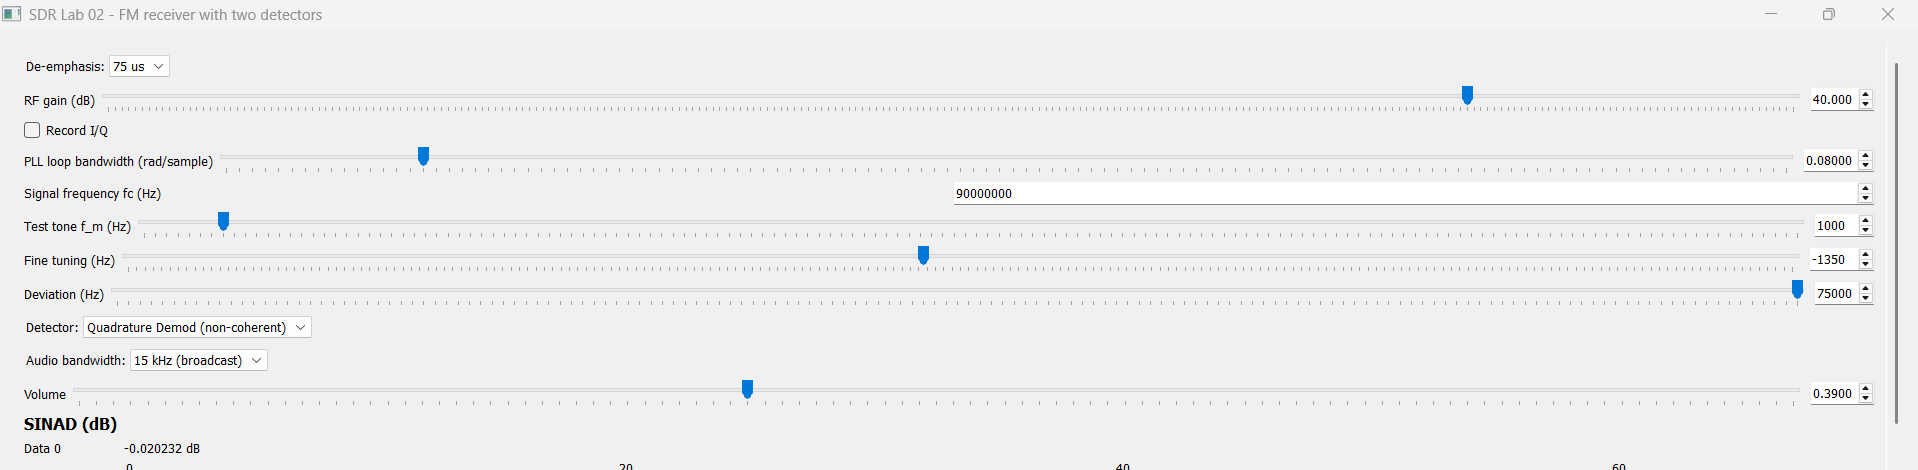 SDR Lab 02 - FM receiver with two detectors
De-emphasis: 75 us
RF gain (dB) 40.000
Record I/Q
PLL loop bandwidth (rad/sample) 0.08000
Signal frequency fc (Hz) 90000000
Test tone f_m (Hz) 1000
Fine tuning (Hz) -1350
Deviation (Hz) 75000
Detector: Quadrature Demod (non-coherent)
Audio bandwidth: 15 kHz (broadcast)
Volume 0.3900
SINAD (dB)
Data 0 -0.020232 dB
0 20 40 60